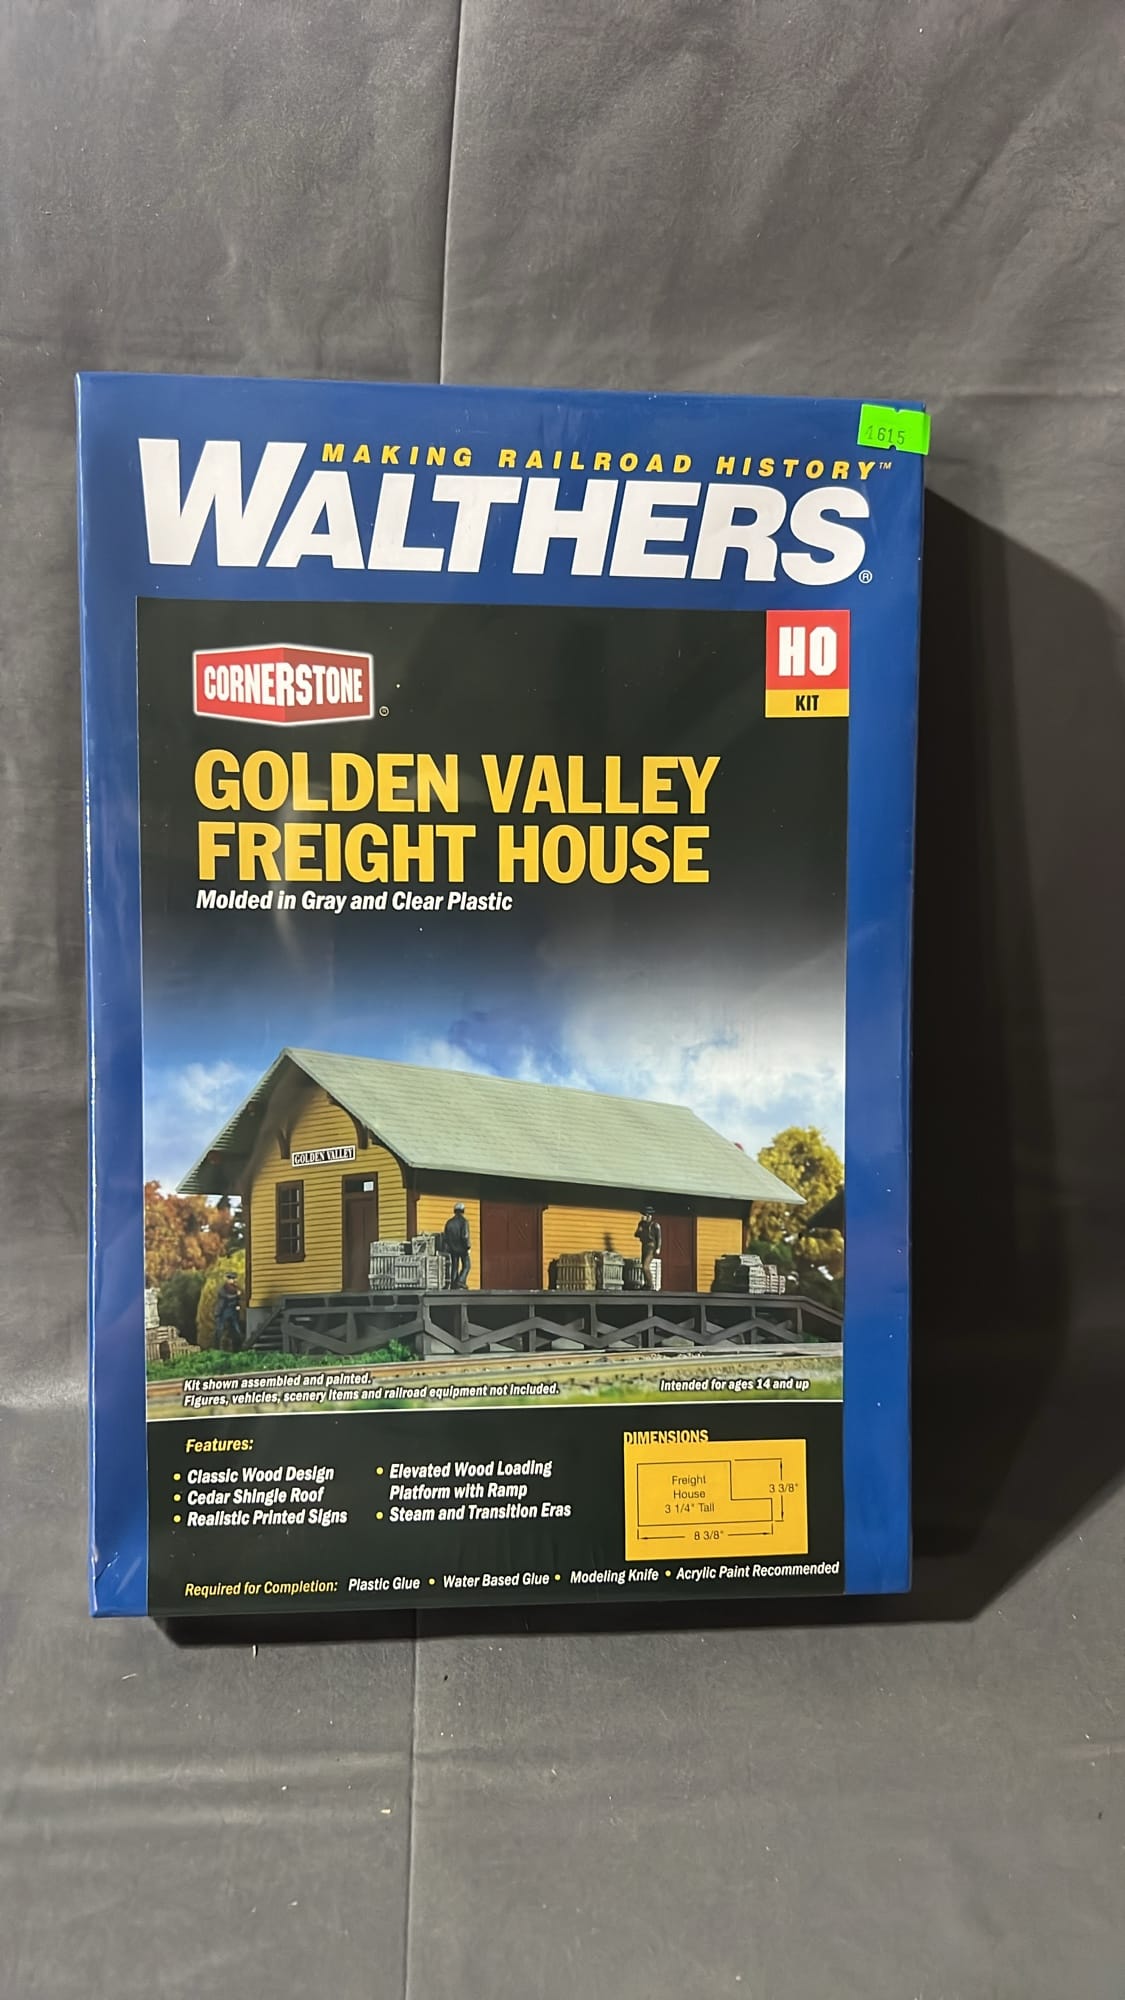 1615
MAKING RAILROAD HISTORY™
WALTHERS®
HO
KIT
CORNERSTONE®
GOLDEN VALLEY
FREIGHT HOUSE
Molded in Gray and Clear Plastic
GOLDEN VALLEY
Kit shown assembled and painted.
Figures, vehicles, scenery items and railroad equipment not included.
Intended for ages 14 and up
Features:
• Classic Wood Design
• Cedar Shingle Roof
• Realistic Printed Signs
• Elevated Wood Loading
Platform with Ramp
• Steam and Transition Eras
DIMENSIONS
Freight
House
3 1/4" Tall
3 3/8"
8 3/8"
Required for Completion: Plastic Glue • Water Based Glue • Modeling Knife • Acrylic Paint Recommended